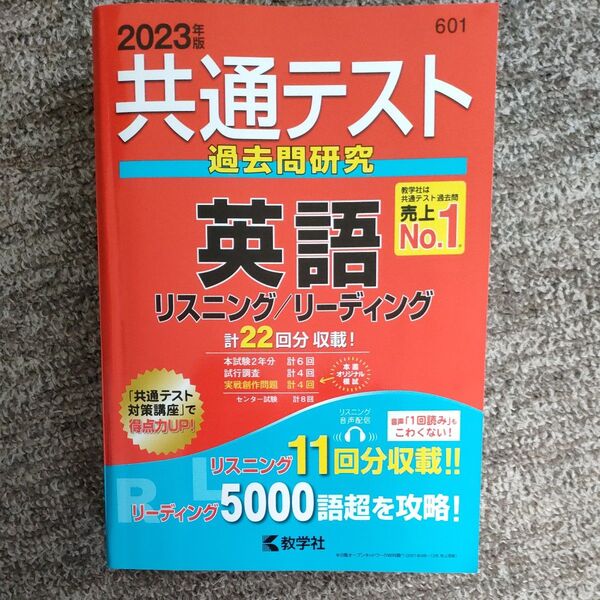 2023年版
601
共通テスト
過去問研究
教学社は
共通テスト過去問
売上
No.1
英語
リスニング/リーディング
計22回分 収載!
本試験2年分 計6回
試行調査 計4回
実戦創作問題 計4回
センター試験 計8回
本書
オリジナル
模試
「共通テスト
対策講座」で
得点力UP!
リスニング
音声配信
音声「1回読み」も
こわくない!
リスニング11回分収載!!
R L
リーディング5000語超を攻略!
教学社